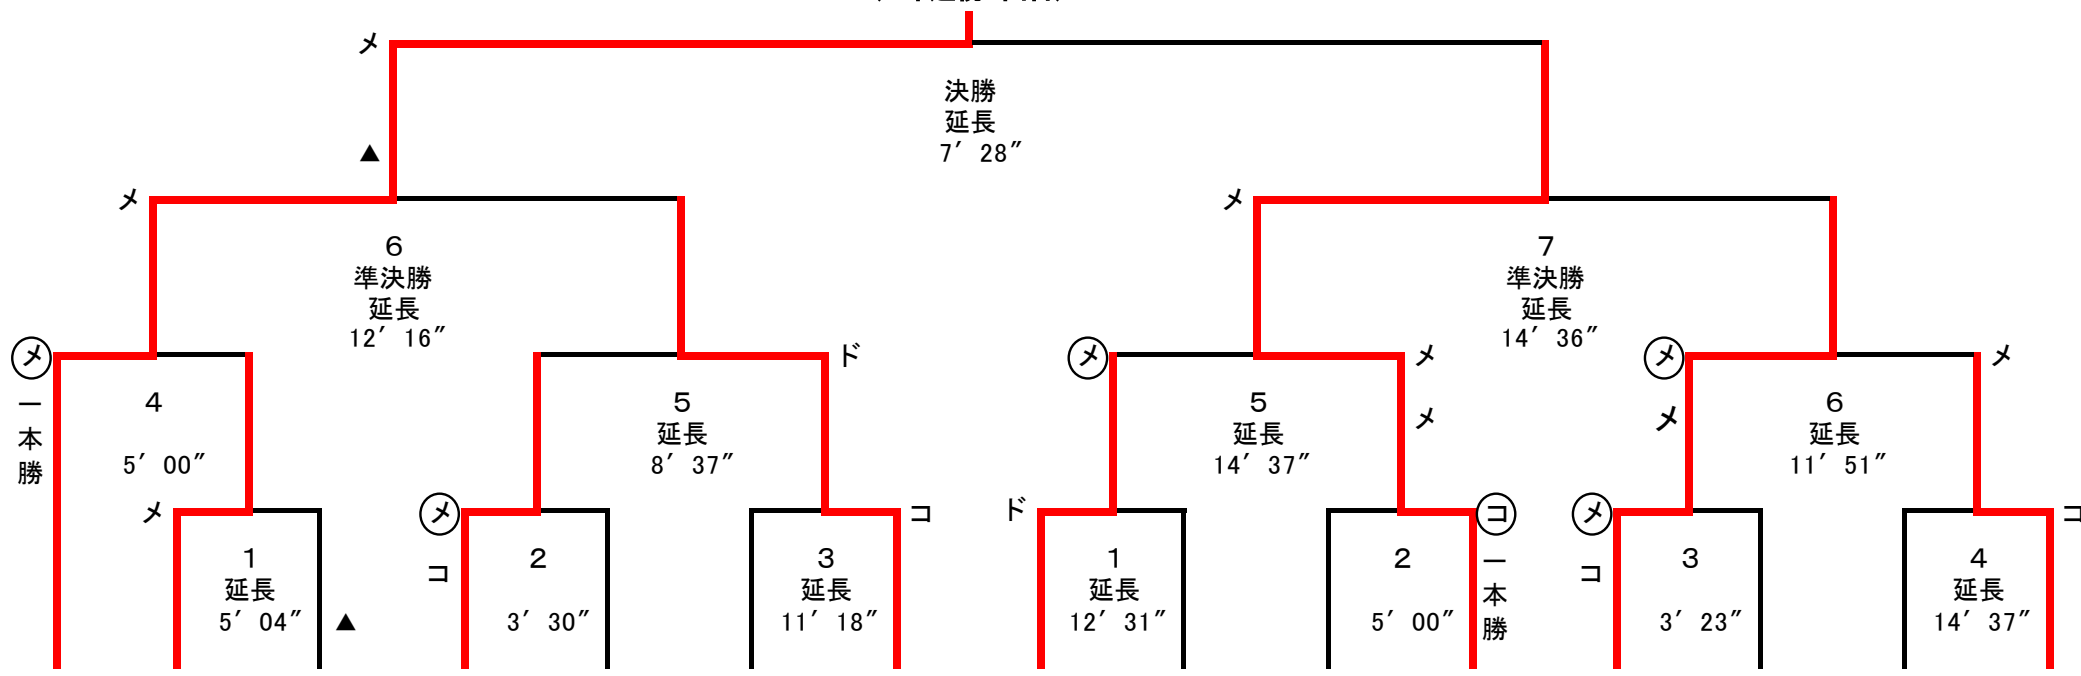 メ
決勝
延長
7′ 28″
▲
メ
メ
6
準決勝
延長
12′ 16″
7
準決勝
延長
14′ 36″
メ
一本勝
4
5′ 00″
ド
5
延長
8′ 37″
メ
メ
メ
5
延長
14′ 37″
メ
メ
メ
6
延長
11′ 51″
メ
1
延長
5′ 04″
▲
メ
コ
2
3′ 30″
コ
3
延長
11′ 18″
ド
1
延長
12′ 31″
コ
一本勝
2
5′ 00″
メ
コ
3
3′ 23″
コ
4
延長
14′ 37″